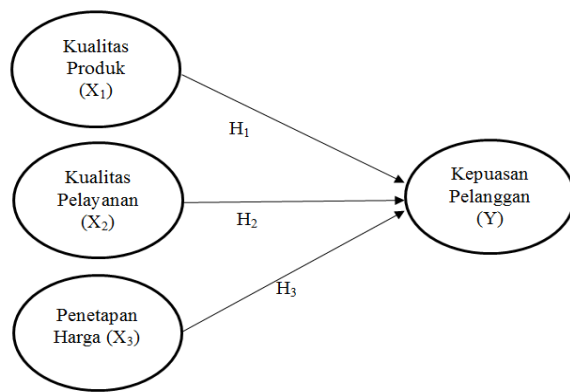 Kualitas
Produk
(X₁)
H₁
Kualitas
Pelayanan
(X₂)
H₂
Kepuasan
Pelanggan
(Y)
H₃
Penetapan
Harga (X₃)